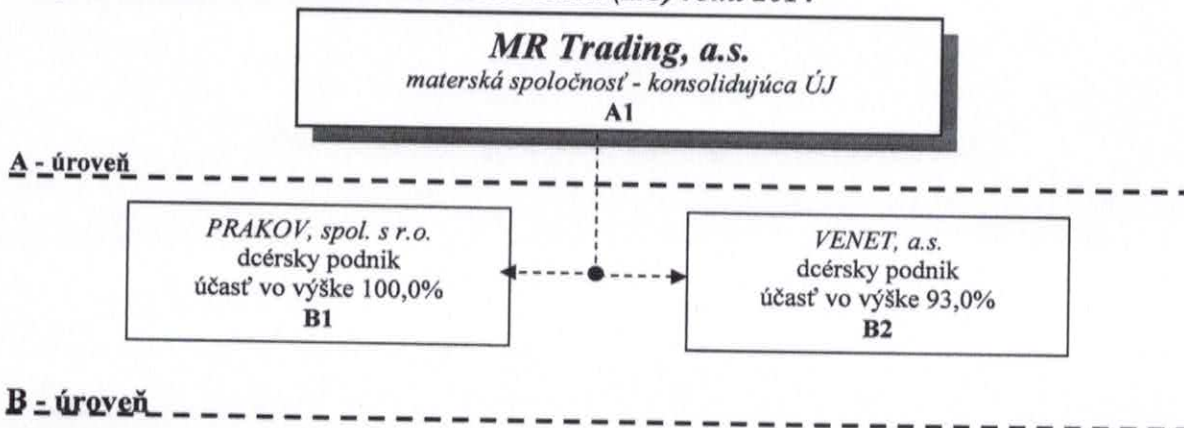 MR Trading, a.s.
materská spoločnosť - konsolidujúca ÚJ
A1
A - úroveň
PRAKOV, spol. s r.o.
dcérsky podnik
účasť vo výške 100,0%
B1
VENET, a.s.
dcérsky podnik
účasť vo výške 93,0%
B2
B - úroveň